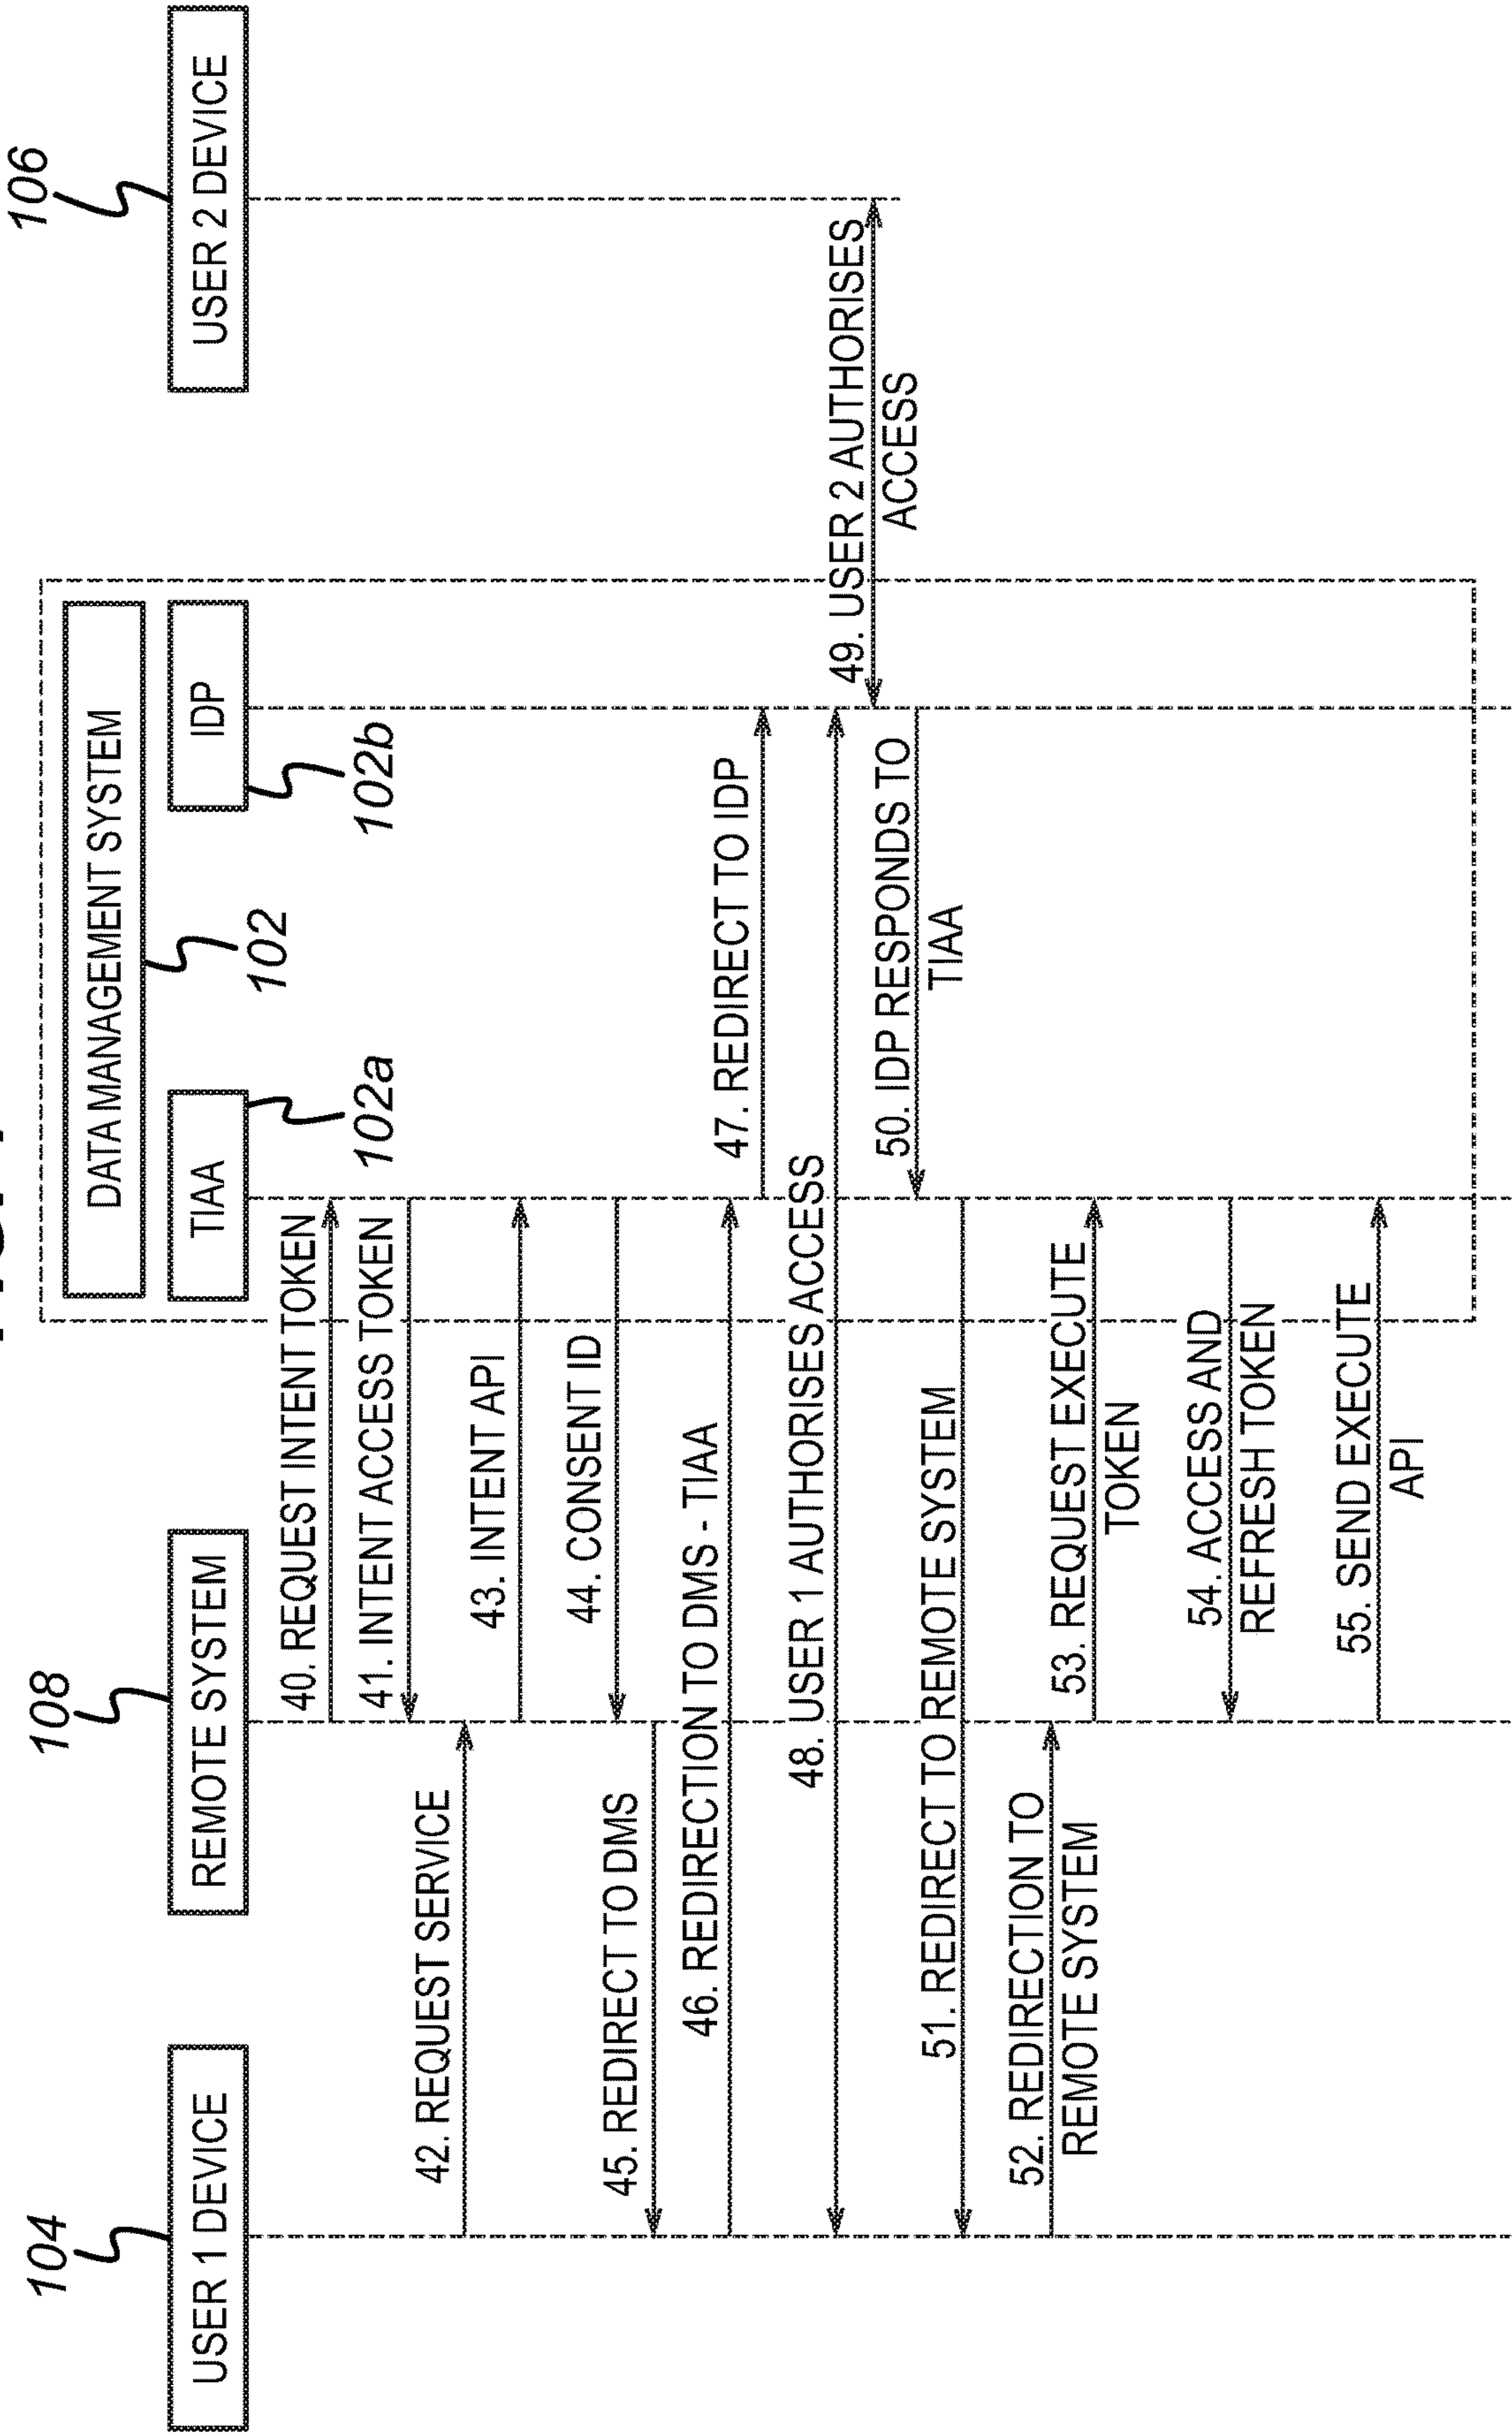 104
108
106
USER 1 DEVICE
REMOTE SYSTEM
DATA MANAGEMENT SYSTEM
102
TIAA
102a
IDP
102b
USER 2 DEVICE
40. REQUEST INTENT TOKEN
41. INTENT ACCESS TOKEN
42. REQUEST SERVICE
43. INTENT API
44. CONSENT ID
45. REDIRECT TO DMS
46. REDIRECTION TO DMS - TIAA
47. REDIRECT TO IDP
48. USER 1 AUTHORISES ACCESS
49. USER 2 AUTHORISES
ACCESS
50. IDP RESPONDS TO
TIAA
51. REDIRECT TO REMOTE SYSTEM
52. REDIRECTION TO
REMOTE SYSTEM
53. REQUEST EXECUTE
TOKEN
54. ACCESS AND
REFRESH TOKEN
55. SEND EXECUTE
API